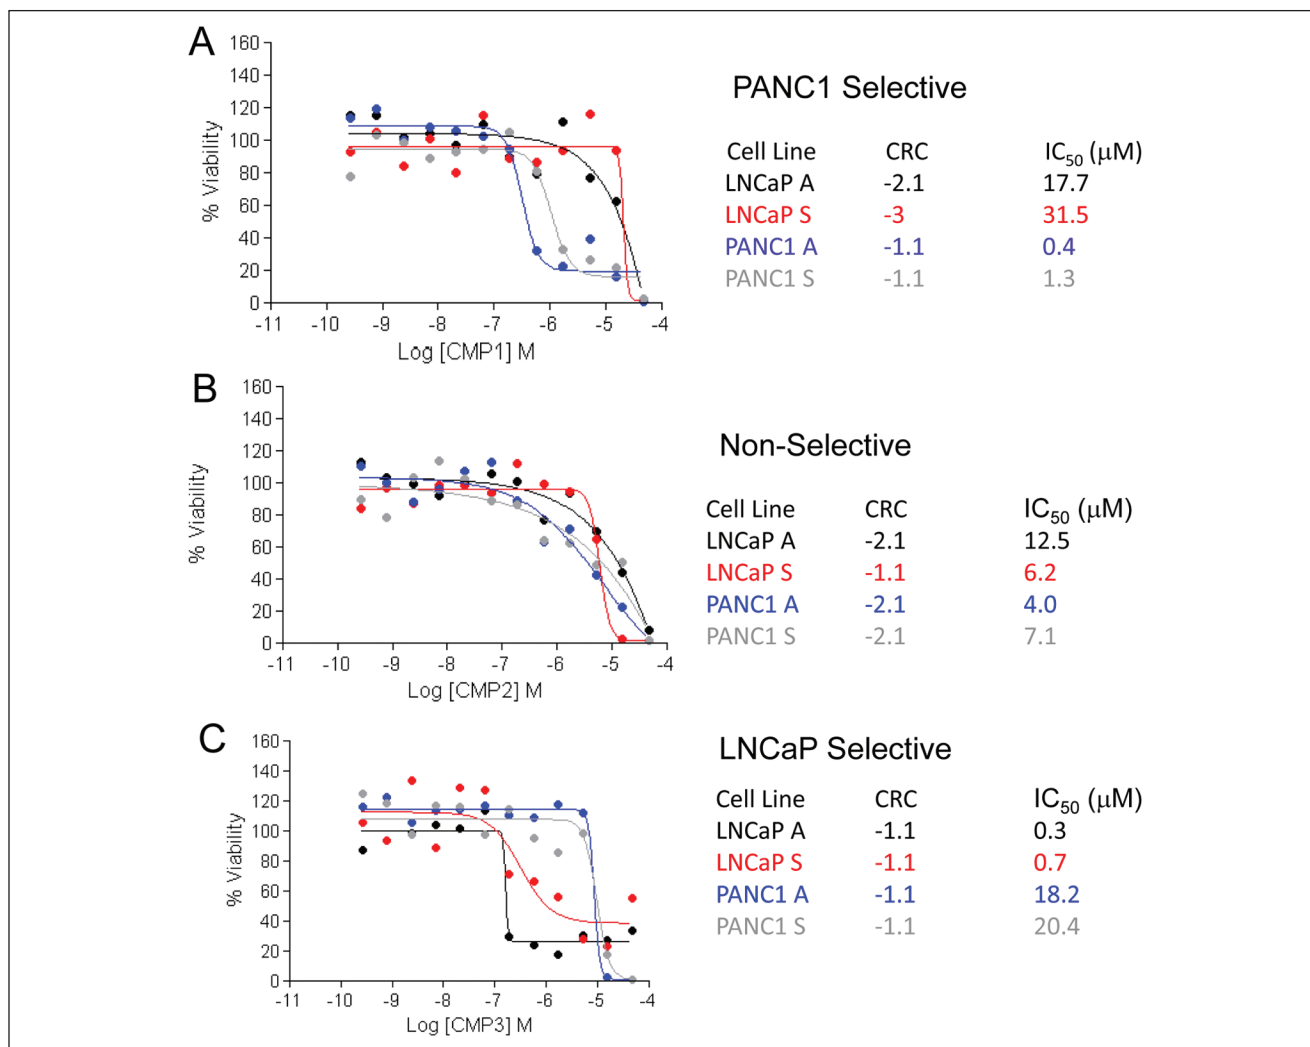 A
160
140
120
100
80
60
40
20
0
% Viability
-11 -10 -9 -8 -7 -6 -5 -4
Log [CMP1] M
PANC1 Selective
Cell Line CRC IC50 (μM)
LNCaP A -2.1 17.7
LNCaP S -3 31.5
PANC1 A -1.1 0.4
PANC1 S -1.1 1.3
B
160
140
120
100
80
60
40
20
0
% Viability
-11 -10 -9 -8 -7 -6 -5 -4
Log [CMP2] M
Non-Selective
Cell Line CRC IC50 (μM)
LNCaP A -2.1 12.5
LNCaP S -1.1 6.2
PANC1 A -2.1 4.0
PANC1 S -2.1 7.1
C
160
140
120
100
80
60
40
20
0
% Viability
-11 -10 -9 -8 -7 -6 -5 -4
Log [CMP3] M
LNCaP Selective
Cell Line CRC IC50 (μM)
LNCaP A -1.1 0.3
LNCaP S -1.1 0.7
PANC1 A -1.1 18.2
PANC1 S -1.1 20.4